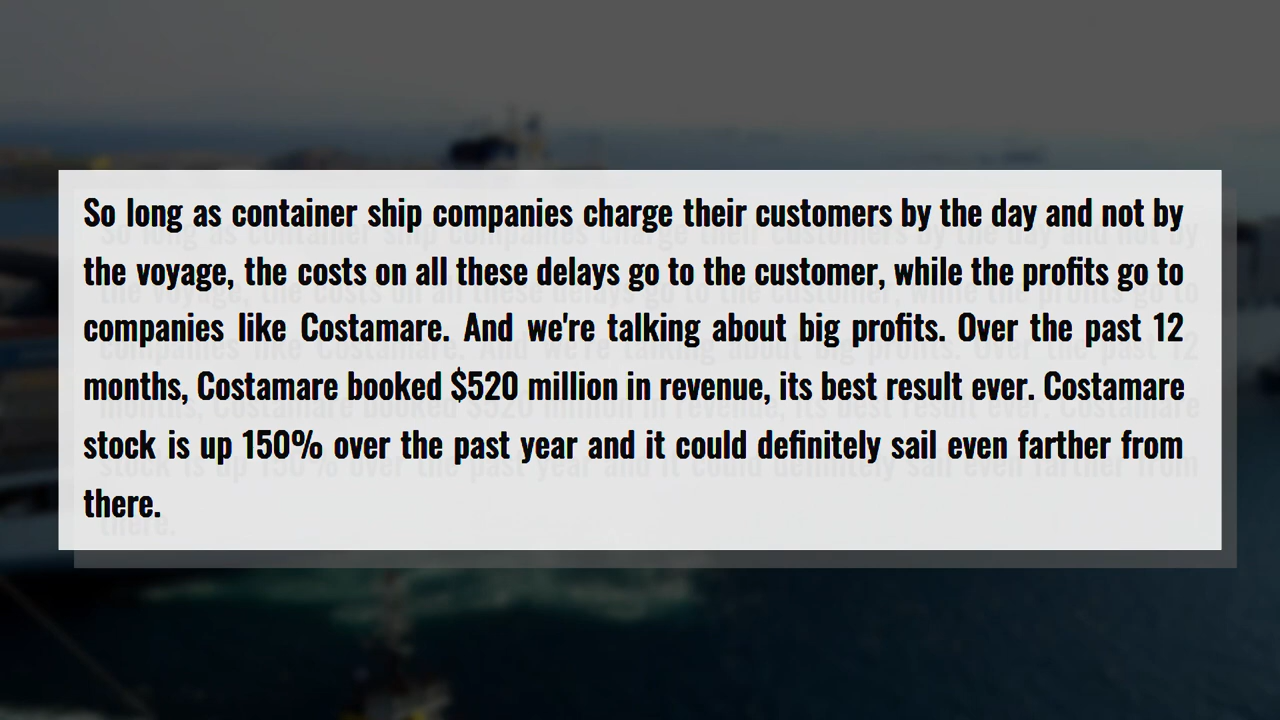 So long as container ship companies charge their customers by the day and not by
the voyage, the costs on all these delays go to the customer, while the profits go to
companies like Costamare. And we're talking about big profits. Over the past 12
months, Costamare booked $520 million in revenue, its best result ever. Costamare
stock is up 150% over the past year and it could definitely sail even farther from
there.